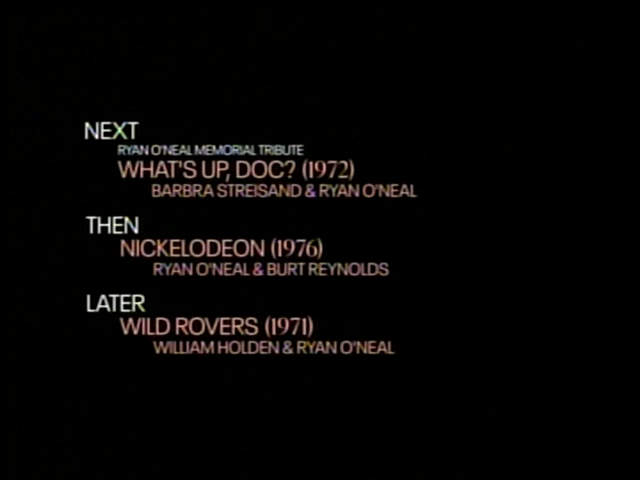 NEXT
RYAN O'NEAL MEMORIAL TRIBUTE
WHAT'S UP, DOC? (1972)
BARBRA STREISAND & RYAN O'NEAL
THEN
NICKELODEON (1976)
RYAN O'NEAL & BURT REYNOLDS
LATER
WILD ROVERS (1971)
WILLIAM HOLDEN & RYAN O'NEAL